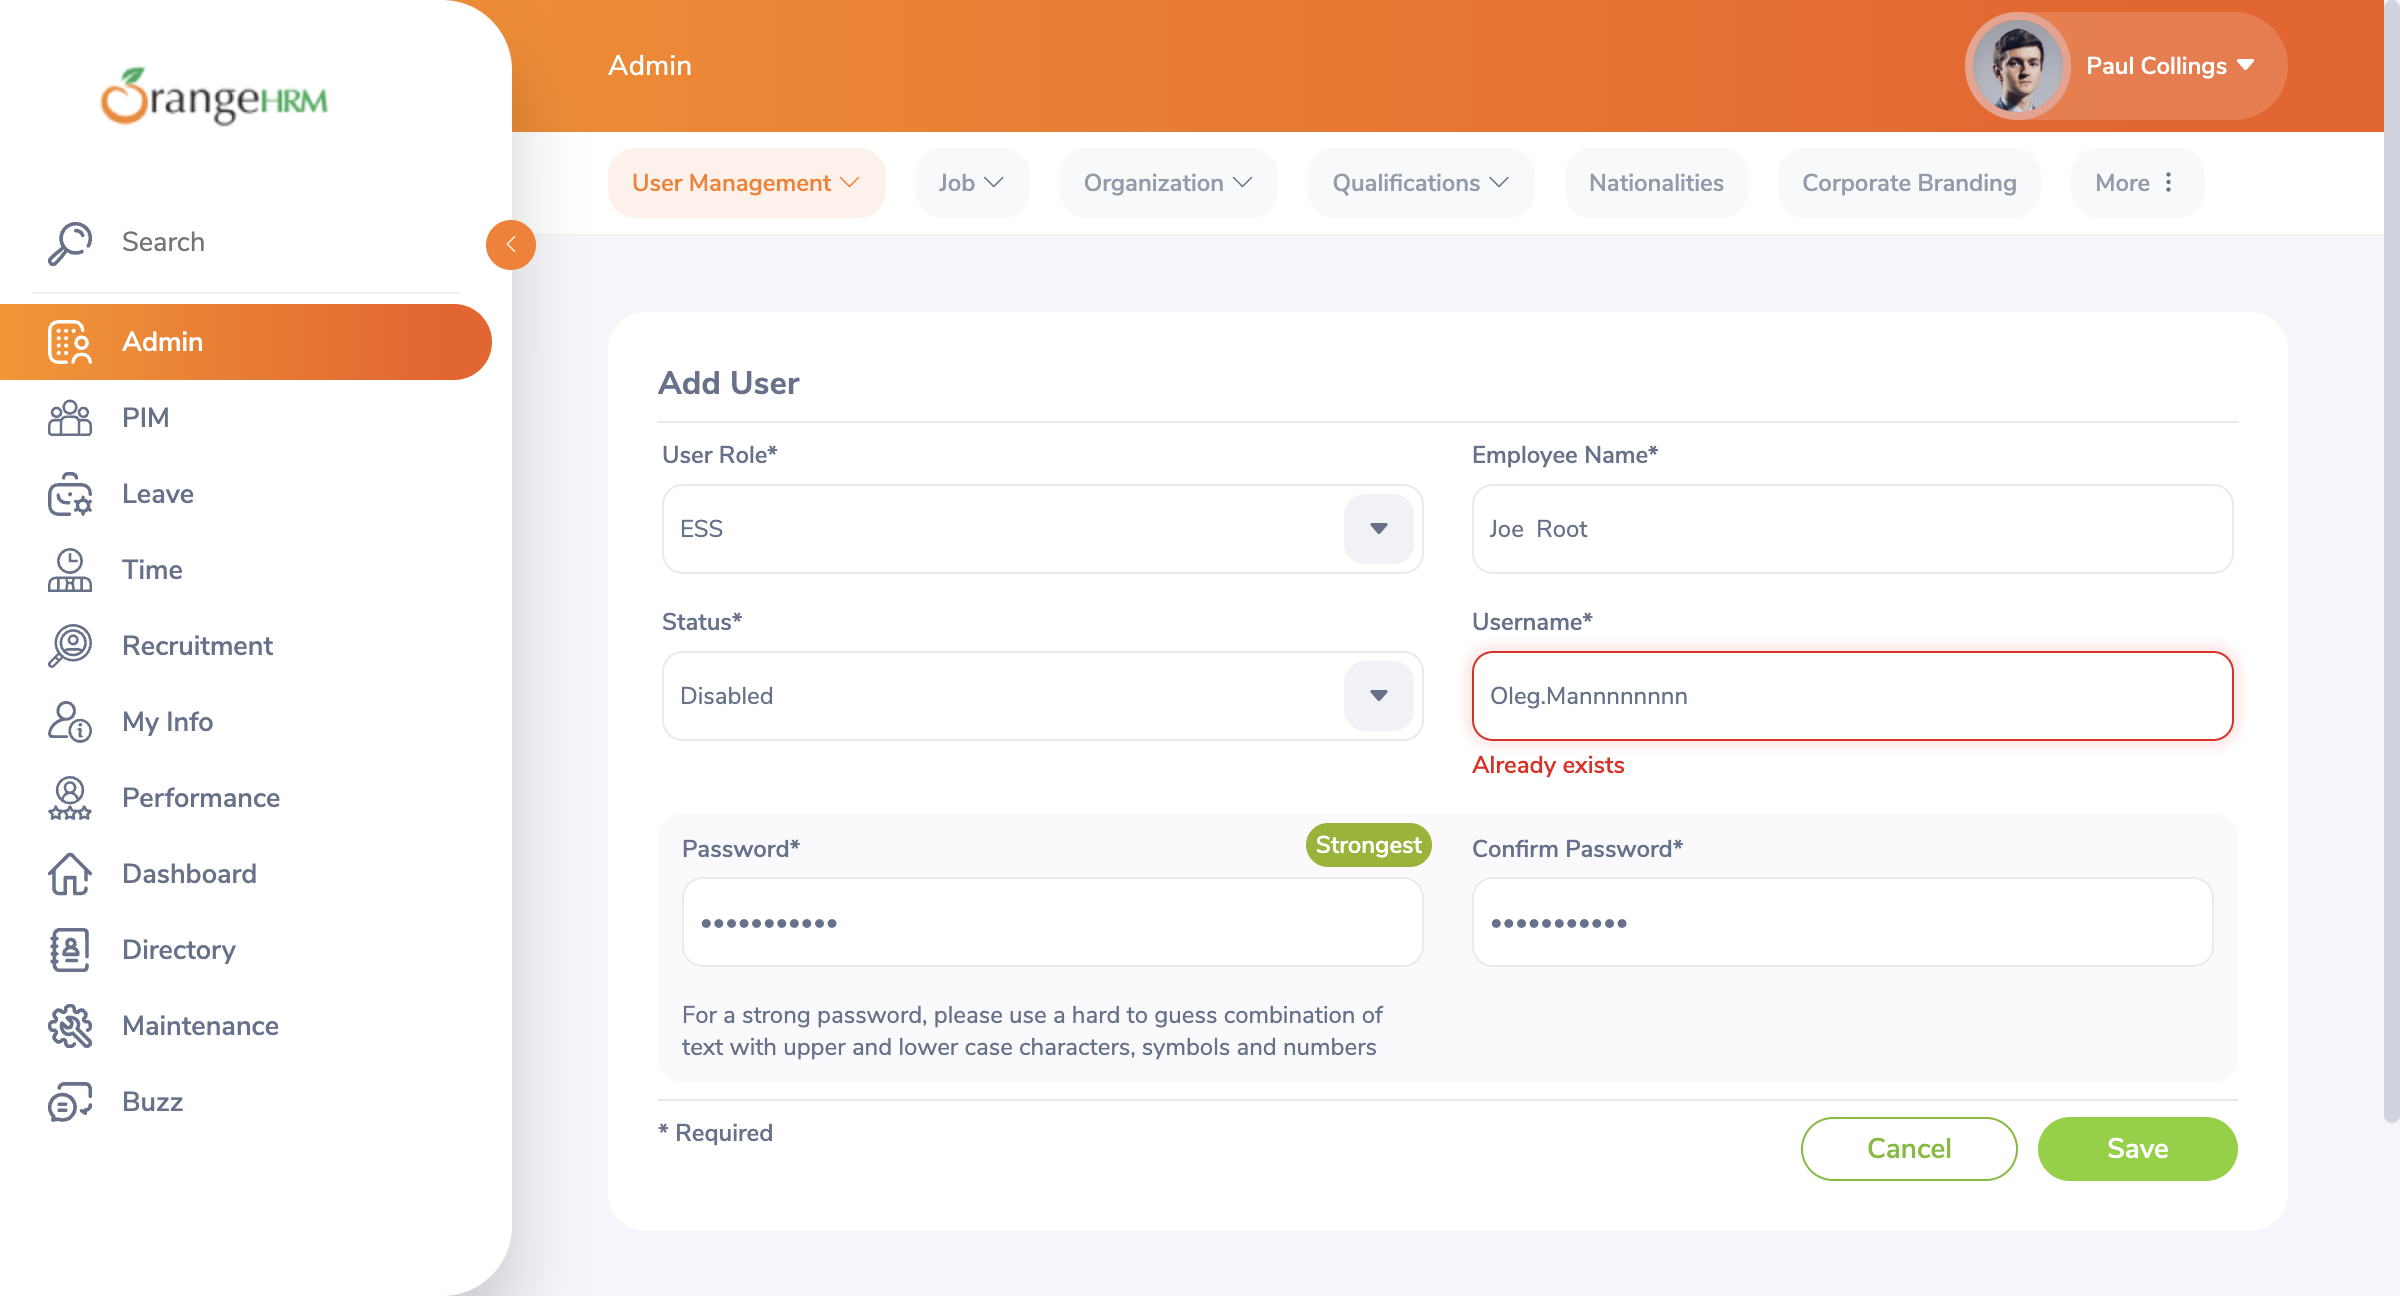 OrangeHRM
Admin
Paul Collings
User Management
Job
Organization
Qualifications
Nationalities
Corporate Branding
More
Search
Admin
PIM
Leave
Time
Recruitment
My Info
Performance
Dashboard
Directory
Maintenance
Buzz
Add User
User Role*
Employee Name*
ESS
Joe  Root
Status*
Username*
Disabled
Oleg.Mannnnnnn
Already exists
Password*
Strongest
Confirm Password*
•••••••••••
•••••••••••
For a strong password, please use a hard to guess combination of
text with upper and lower case characters, symbols and numbers
* Required
Cancel
Save